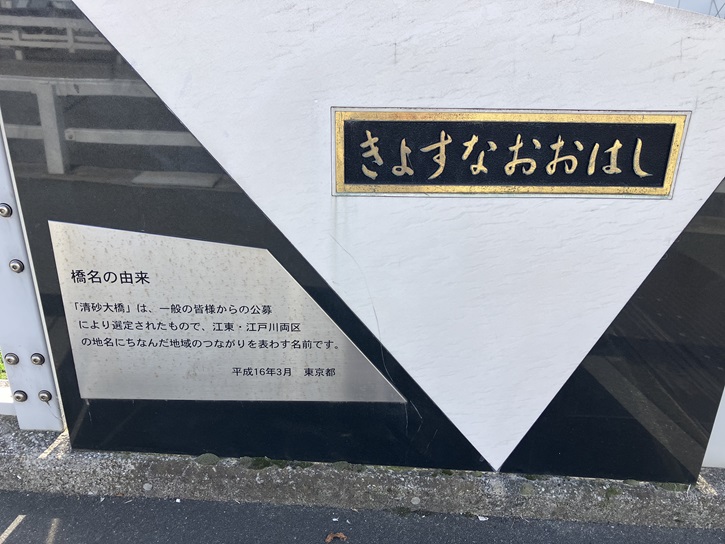 きよすなおおはし
橋名の由来
「清砂大橋」は、一般の皆様からの公募
により選定されたもので、江東・江戸川両区
の地名にちなんだ地域のつながりを表わす名前です。
平成16年3月　東京都